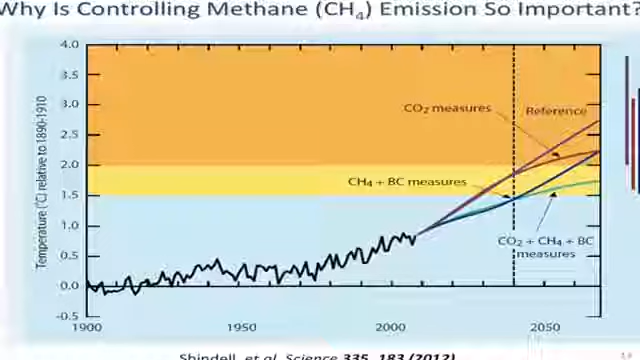 Why Is Controlling Methane (CH₄) Emission So Important?
Temperature (°C) relative to 1890-1910
4.0
3.5
3.0
2.5
2.0
1.5
1.0
0.5
0.0
-0.5
CO₂ measures
Reference
CH₄ + BC measures
CO₂ + CH₄ + BC
measures
1900
1950
2000
2050
Shindell, et al. Science 335, 183 (2012)